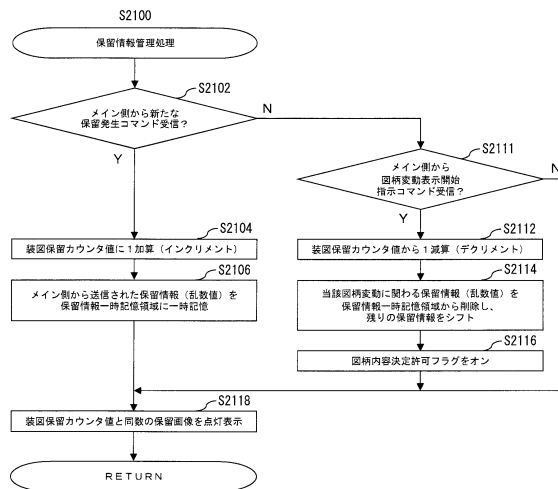 S2100
保留情報管理処理
S2102
メイン側から新たな
保留発生コマンド受信？
N
Y
S2111
メイン側から
図柄変動表示開始
指示コマンド受信？
N
Y
S2104
装図保留カウンタ値に１加算（インクリメント）
S2106
メイン側から送信された保留情報（乱数値）を
保留情報一時記憶領域に一時記憶
S2112
装図保留カウンタ値から１減算（デクリメント）
S2114
当該図柄変動に関わる保留情報（乱数値）を
保留情報一時記憶領域から削除し、
残りの保留情報をシフト
S2116
図柄内容決定許可フラグをオン
S2118
装図保留カウンタ値と同数の保留画像を点灯表示
RETURN